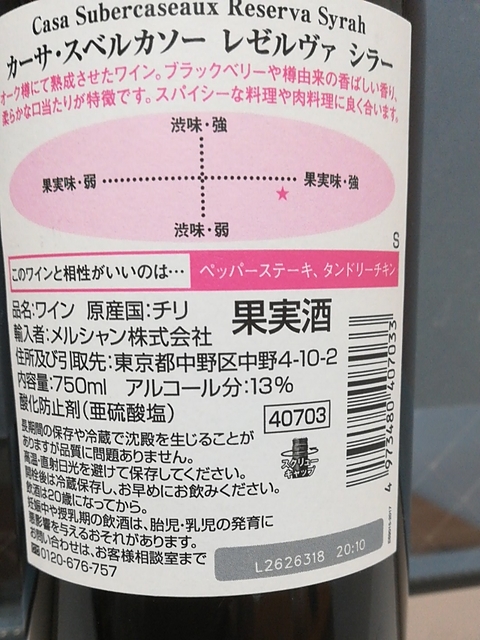 Casa Subercaseaux Reserva Syrah
カーサ・スベルカソー レゼルヴァ シラー
オーク樽にて熟成させたワイン。ブラックベリーや樽由来の香ばしい香り、
柔らかな口当たりが特徴です。スパイシーな料理や肉料理に良く合います。
渋味・強
果実味・弱 果実味・強
渋味・弱
S
このワインと相性がいいのは… ペッパーステーキ、タンドリーチキン
品名:ワイン 原産国:チリ 果実酒
輸入者:メルシャン株式会社
住所及び引取先:東京都中野区中野4-10-2
内容量:750ml アルコール分:13%
酸化防止剤(亜硫酸塩)
40703
スクリューキャップ
長期間の保存や冷蔵で沈殿を生じることが
ありますが品質に問題ありません。
高温・直射日光を避けて保存してください。
開栓後は冷蔵保存し、お早めにお飲みください。
飲酒は20歳になってから。
妊娠中や授乳期の飲酒は、胎児・乳児の発育に
悪影響を与えるおそれがあります。
お問い合わせは、お客様相談室まで
0120-676-757
L2626318 20:10
4 973480 407033